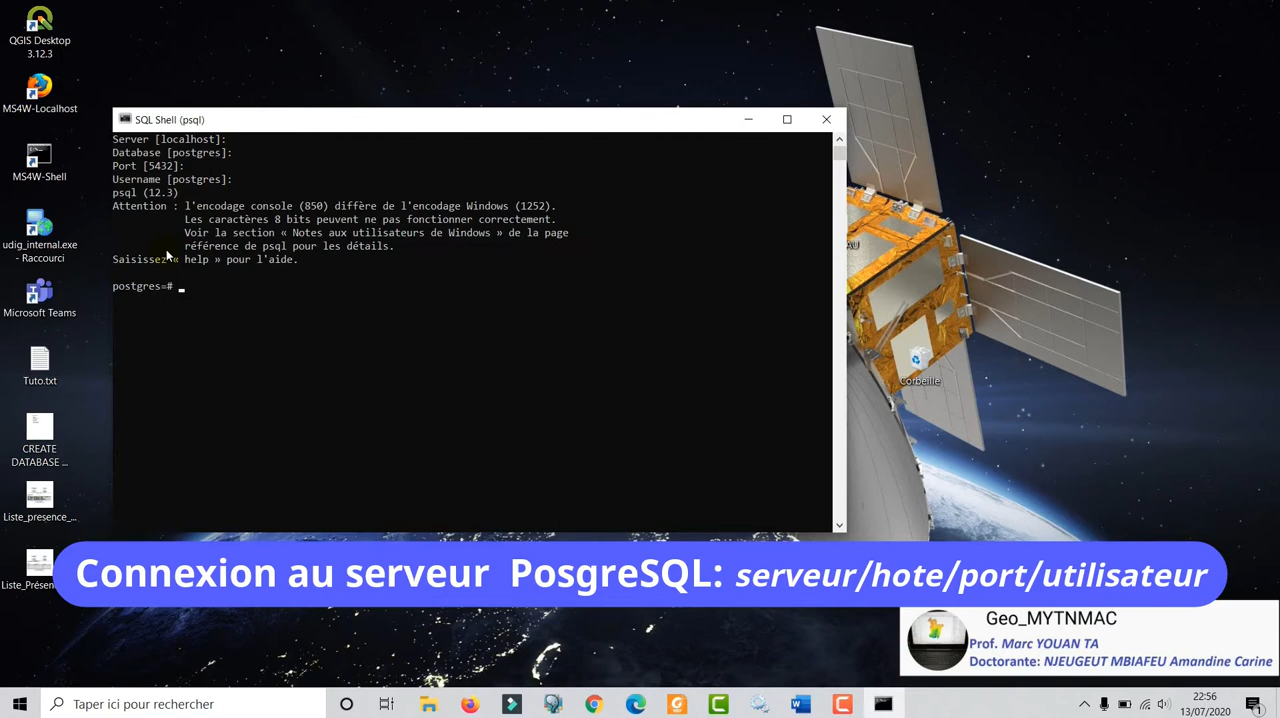 QGIS Desktop
3.12.3
MS4W-Localhost
MS4W-Shell
udig_internal.exe
- Raccourci
Microsoft Teams
Tuto.txt
CREATE
DATABASE ...
Liste_presence_...
Liste_Présen
SQL Shell (psql)
Server [localhost]:
Database [postgres]:
Port [5432]:
Username [postgres]:
psql (12.3)
Attention : l'encodage console (850) diffère de l'encodage Windows (1252).
Les caractères 8 bits peuvent ne pas fonctionner correctement.
Voir la section « Notes aux utilisateurs de Windows » de la page
référence de psql pour les détails.
Saisissez « help » pour l'aide.
postgres=#
AU
Corbeille
Connexion au serveur PosgreSQL: serveur/hote/port/utilisateur
Geo_MYTNMAC
Prof. Marc YOUAN TA
Doctorante: NJEUGEUT MBIAFEU Amandine Carine
Taper ici pour rechercher
22:56
13/07/2020
1